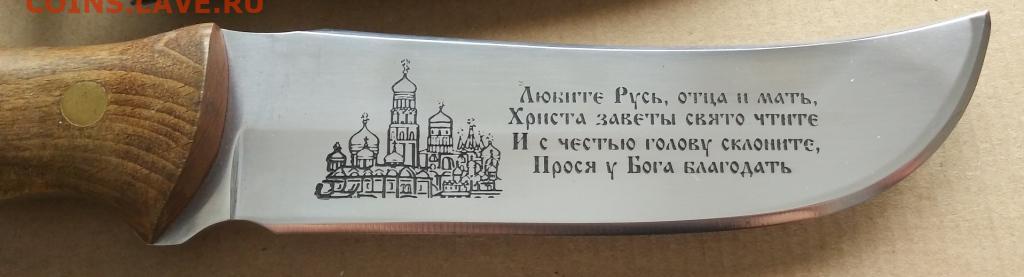 COINS.LAVE.RU
Любите Русь, отца и мать,
Христа заветы свято чтите
И с честью голову склоните,
Прося у Бога благодать